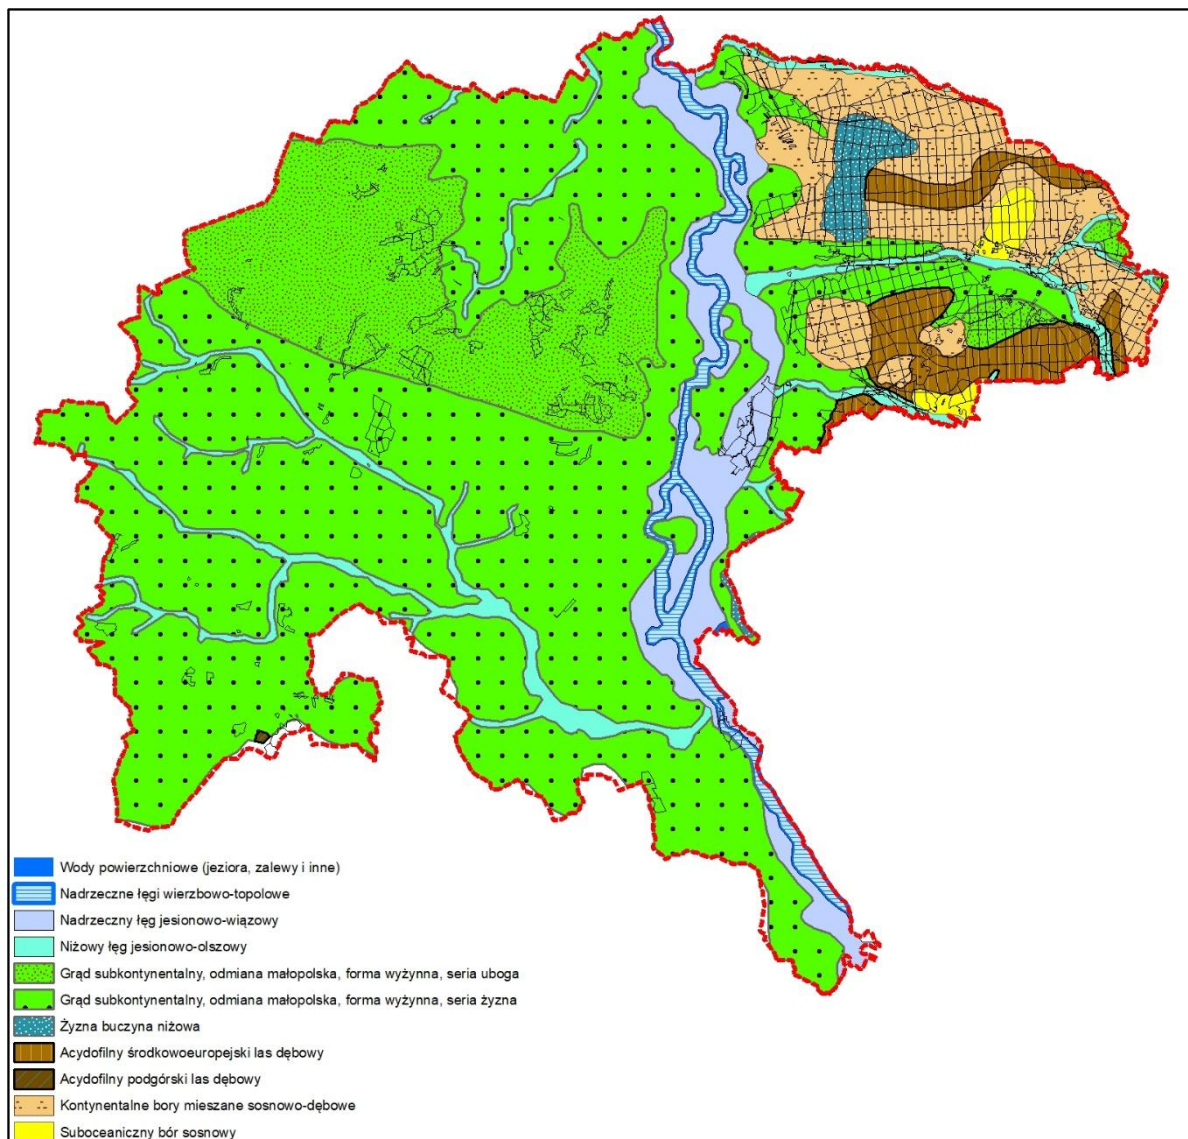 Wody powierzchniowe (jeziora, zalewy i inne)
Nadrzeczne łęgi wierzbowo-topolowe
Nadrzeczny łęg jesionowo-wiązowy
Niżowy łęg jesionowo-olszowy
Grąd subkontynentalny, odmiana małopolska, forma wyżynna, seria uboga
Grąd subkontynentalny, odmiana małopolska, forma wyżynna, seria żyzna
Żyzna buczyna niżowa
Acydofilny środkowoeuropejski las dębowy
Acydofilny podgórski las dębowy
Kontynentalne bory mieszane sosnowo-dębowe
Suboceaniczny bór sosnowy